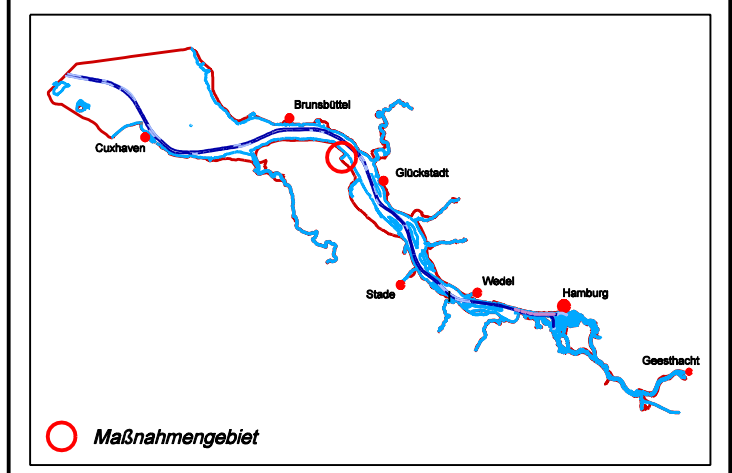 Brunsbüttel
Cuxhaven
Glückstadt
Stade
Wedel
Hamburg
Geesthacht
Maßnahmengebiet